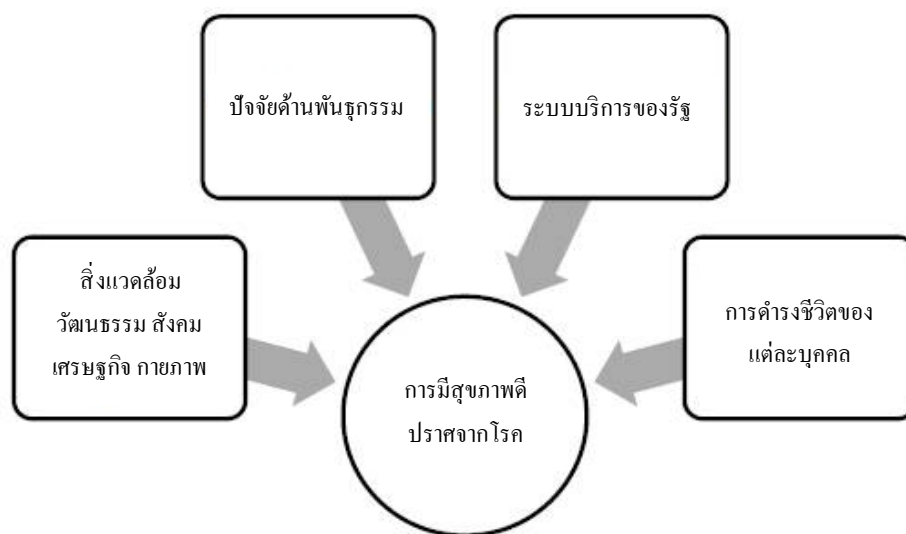 ปัจจัยด้านพันธุกรรม
ระบบบริการของรัฐ
สิ่งแวดล้อม
วัฒนธรรม สังคม
เศรษฐกิจ กายภาพ
การดำรงชีวิตของ
แต่ละบุคคล
การมีสุขภาพดี
ปราศจากโรค